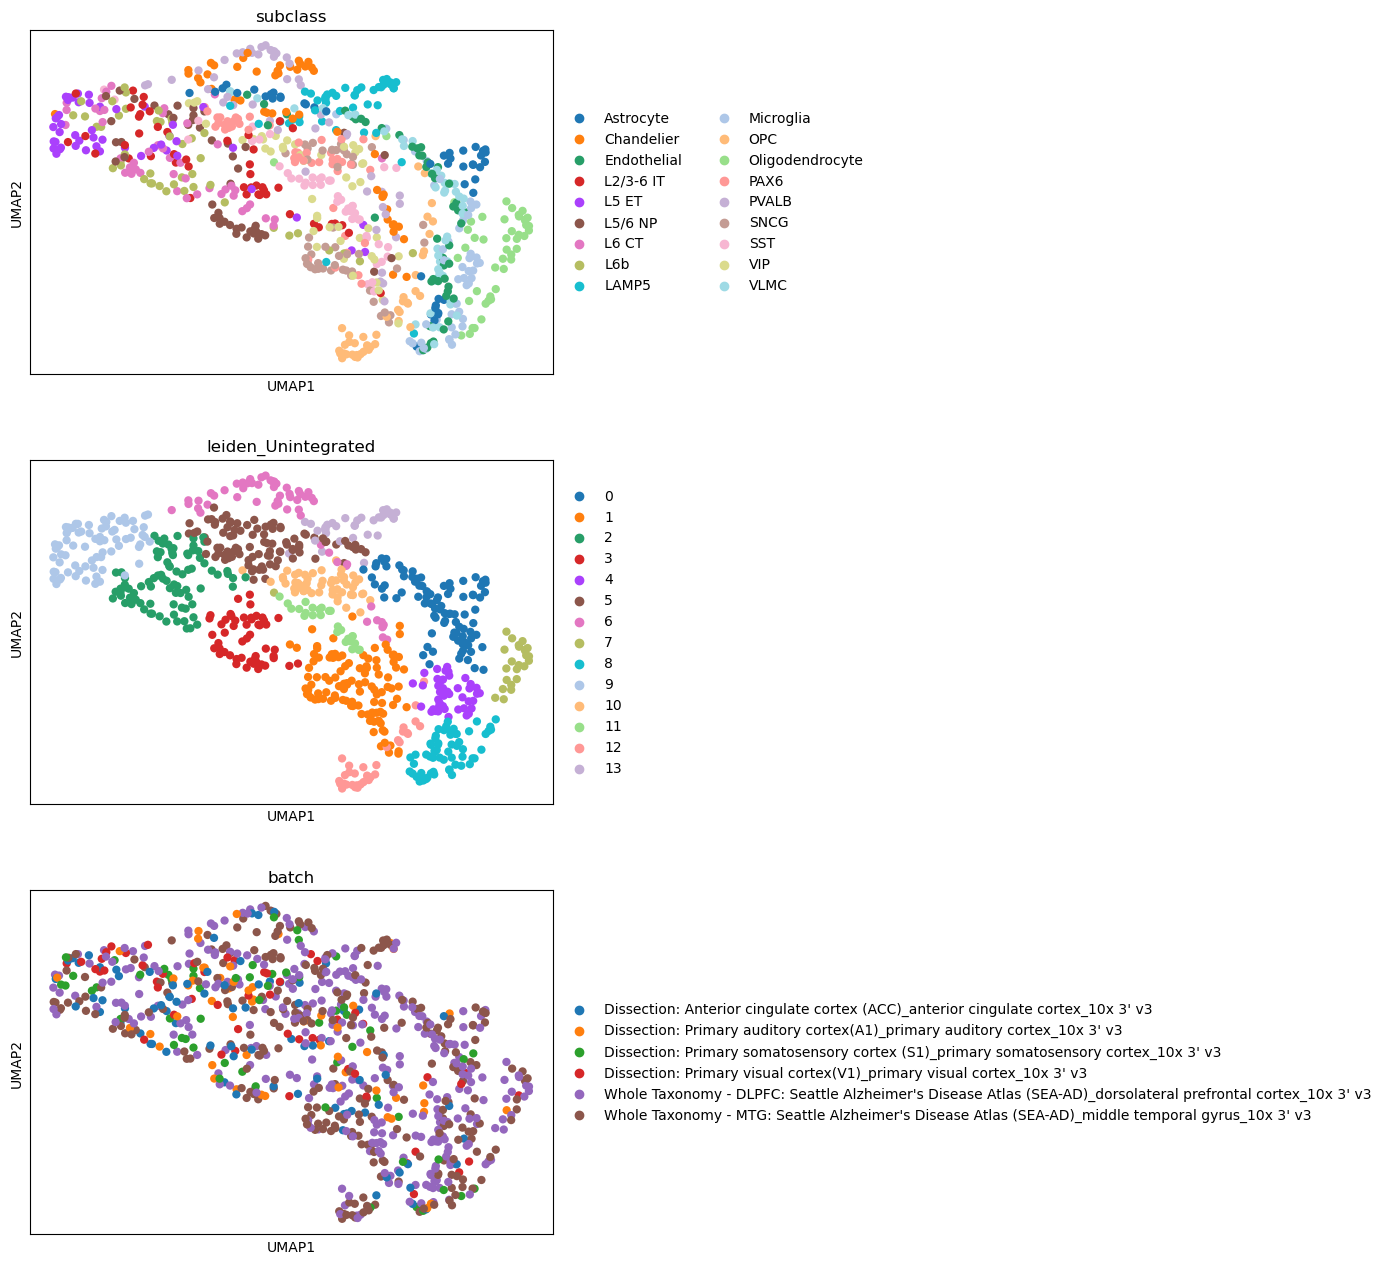 subclass
UMAP2
UMAP1
Astrocyte
Chandelier
Endothelial
L2/3-6 IT
L5 ET
L5/6 NP
L6 CT
L6b
LAMP5
Microglia
OPC
Oligodendrocyte
PAX6
PVALB
SNCG
SST
VIP
VLMC
leiden_Unintegrated
UMAP2
UMAP1
0
1
2
3
4
5
6
7
8
9
10
11
12
13
batch
UMAP2
UMAP1
Dissection: Anterior cingulate cortex (ACC)_anterior cingulate cortex_10x 3' v3
Dissection: Primary auditory cortex(A1)_primary auditory cortex_10x 3' v3
Dissection: Primary somatosensory cortex (S1)_primary somatosensory cortex_10x 3' v3
Dissection: Primary visual cortex(V1)_primary visual cortex_10x 3' v3
Whole Taxonomy - DLPFC: Seattle Alzheimer's Disease Atlas (SEA-AD)_dorsolateral prefrontal cortex_10x 3' v3
Whole Taxonomy - MTG: Seattle Alzheimer's Disease Atlas (SEA-AD)_middle temporal gyrus_10x 3' v3